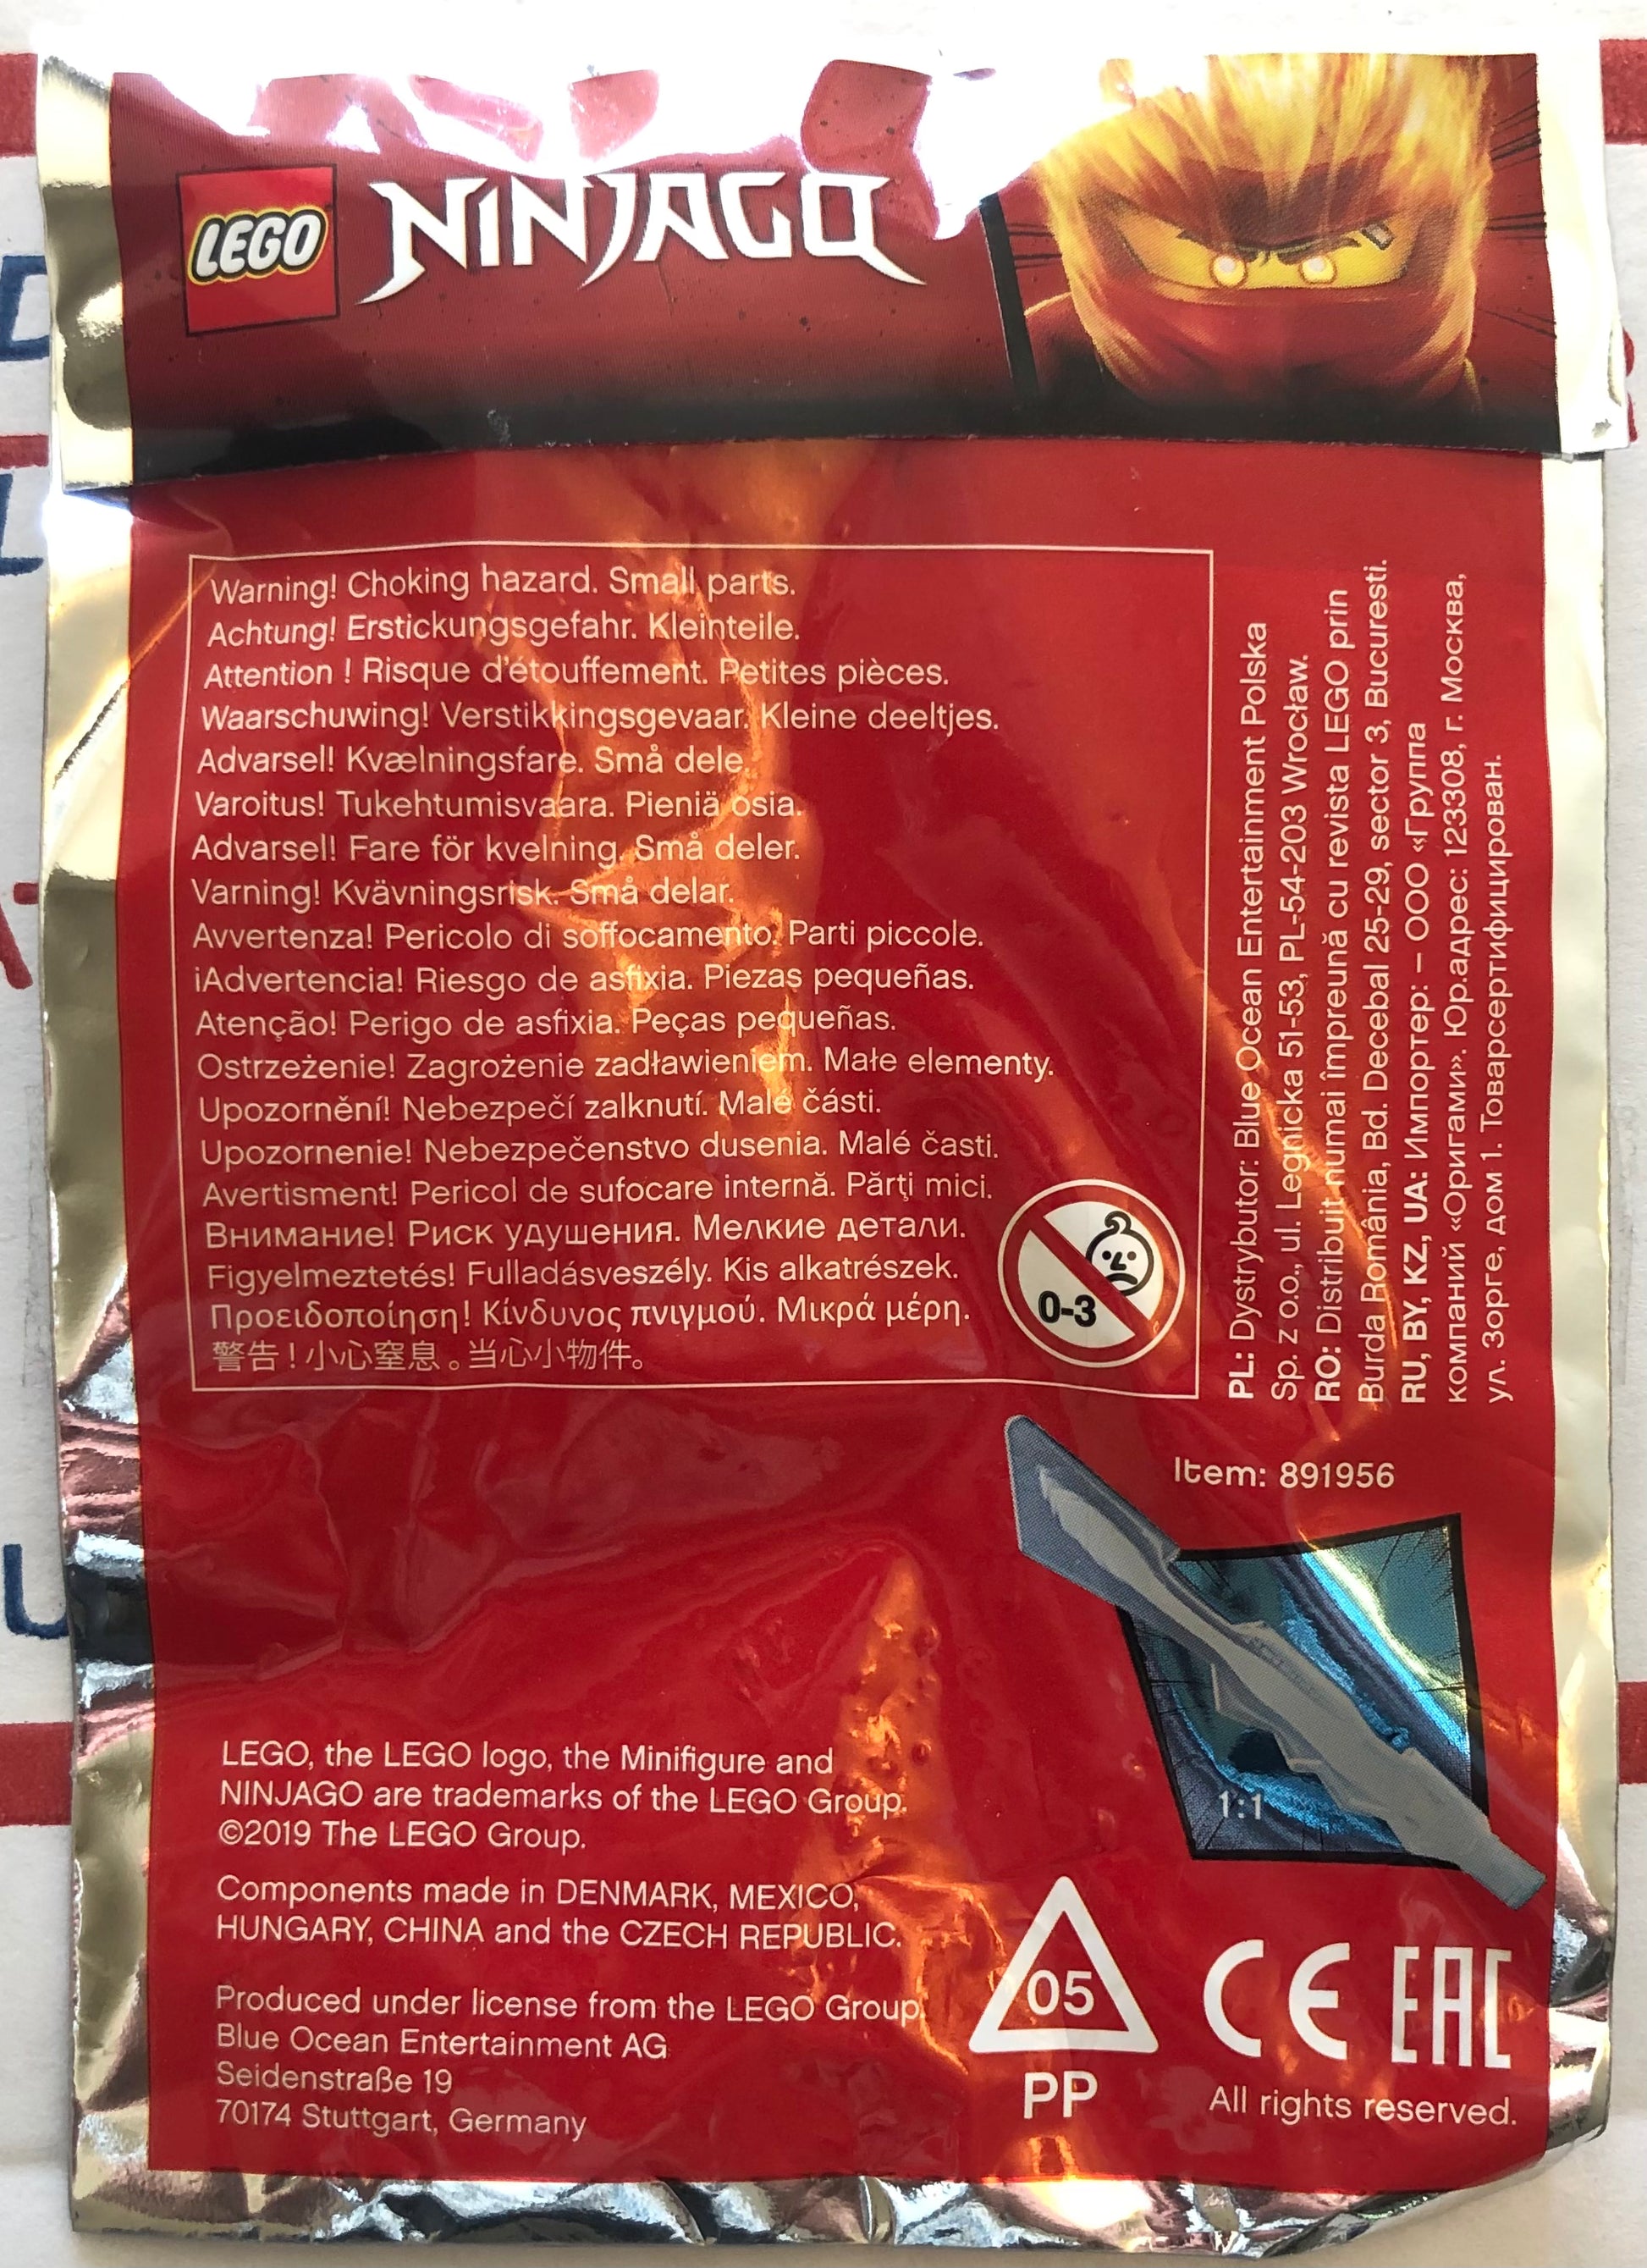 LEGO NINJAGO
Warning! Choking hazard. Small parts.
Achtung! Erstickungsgefahr. Kleinteile.
Attention ! Risque d'étouffement. Petites pièces.
Waarschuwing! Verstikkingsgevaar. Kleine deeltjes.
Advarsel! Kvælningsfare. Små dele.
Varoitus! Tukehtumisvaara. Pieniä osia.
Advarsel! Fare för kvelning. Små deler.
Varning! Kvävningsrisk. Små delar.
Avvertenza! Pericolo di soffocamento. Parti piccole.
¡Advertencia! Riesgo de asfixia. Piezas pequeñas.
Atenção! Perigo de asfixia. Peças pequeñas.
Ostrzeżenie! Zagrożenie zadławieniem. Małe elementy.
Upozornění! Nebezpečí zalknutí. Malé části.
Upozornenie! Nebezpečenstvo dusenia. Malé časti.
Avertisment! Pericol de sufocare internă. Părţi mici.
Внимание! Риск удушения. Мелкие детали.
Figyelmeztetés! Fulladásveszély. Kis alkatrészek.
Προειδοποίηση! Κίνδυνος πνιγμού. Μικρά μέρη.
警告！小心窒息。当心小物件。
0-3
PL: Dystrybutor: Blue Ocean Entertainment Polska
Sp. z o.o., ul. Legnicka 51-53, PL-54-203 Wrocław.
RO: Distribuit numai împreună cu revista LEGO prin
Burda România, Bd. Decebal 25-29, sector 3, Bucuresti.
RU, BY, KZ, UA: Импортер: – ООО «Группа
компаний «Оригами». Юр.адрес: 123308, г. Москва,
ул. Зорге, дом 1. Товарсертифицирован.
Item: 891956
1:1
LEGO, the LEGO logo, the Minifigure and
NINJAGO are trademarks of the LEGO Group.
©2019 The LEGO Group.
Components made in DENMARK, MEXICO,
HUNGARY, CHINA and the CZECH REPUBLIC.
Produced under license from the LEGO Group.
Blue Ocean Entertainment AG
Seidenstraße 19
70174 Stuttgart, Germany
05
PP
CE EAC
All rights reserved.